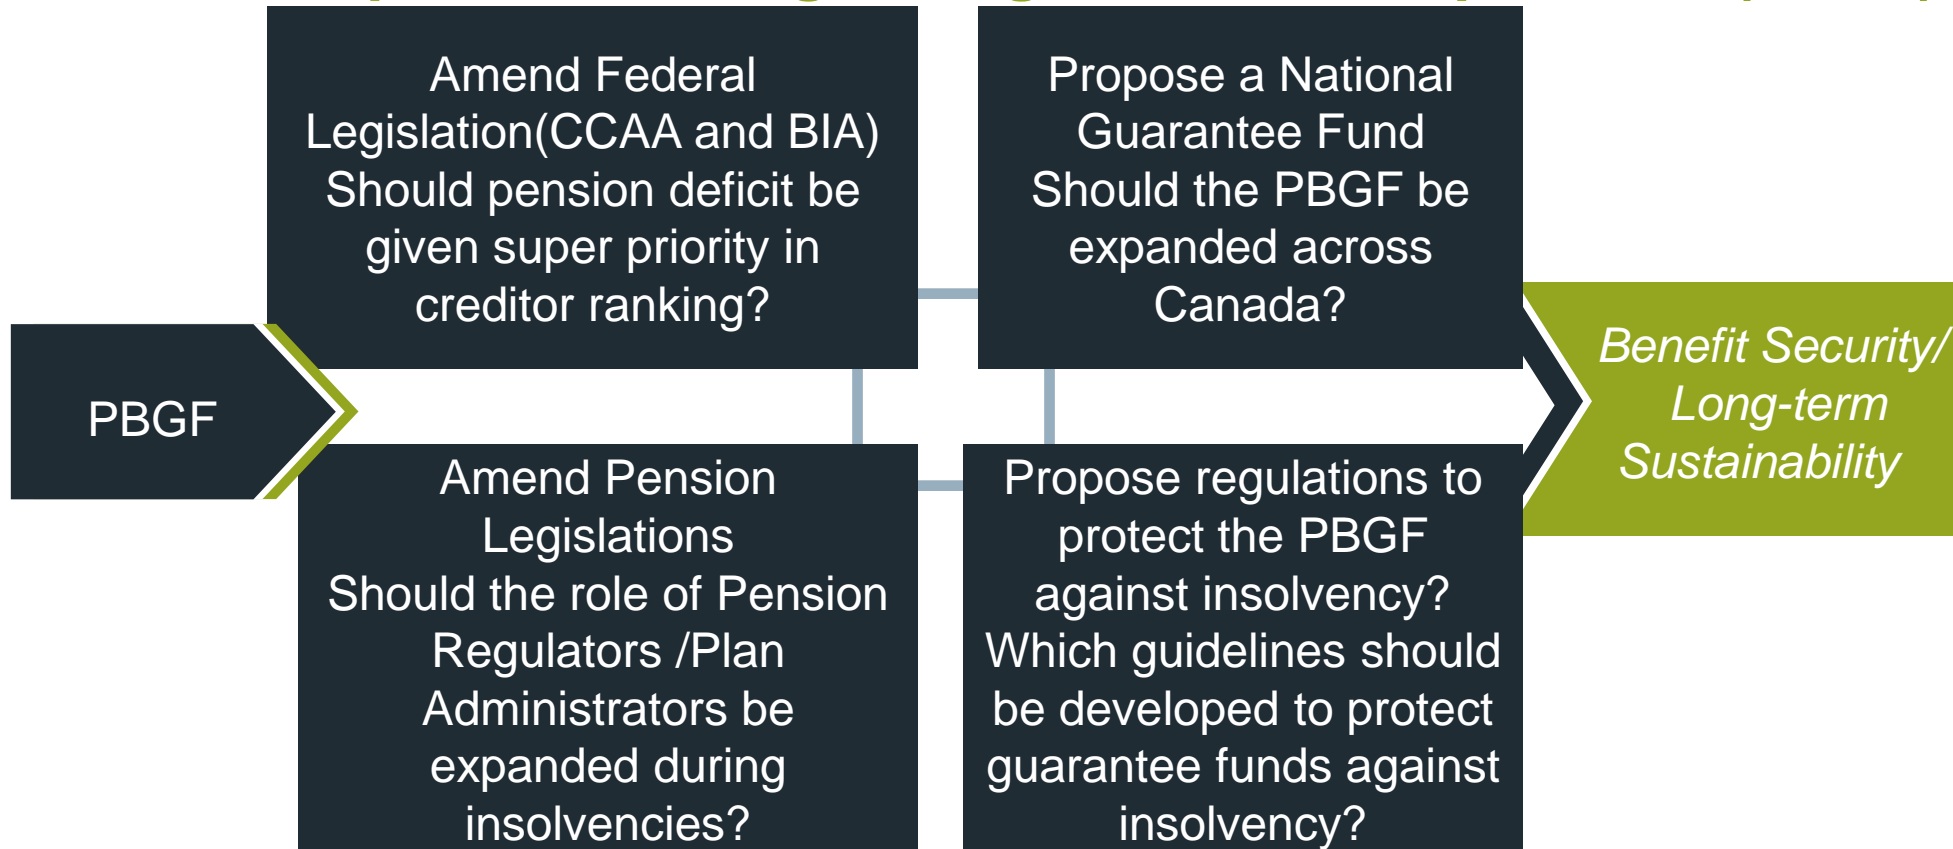 Amend Federal
Legislation(CCAA and BIA)
Should pension deficit be
given super priority in
creditor ranking?
Propose a National
Guarantee Fund
Should the PBGF be
expanded across
Canada?
PBGF
Benefit Security/
Long-term
Sustainability
Amend Pension
Legislations
Should the role of Pension
Regulators /Plan
Administrators be
expanded during
insolvencies?
Propose regulations to
protect the PBGF
against insolvency?
Which guidelines should
be developed to protect
guarantee funds against
insolvency?